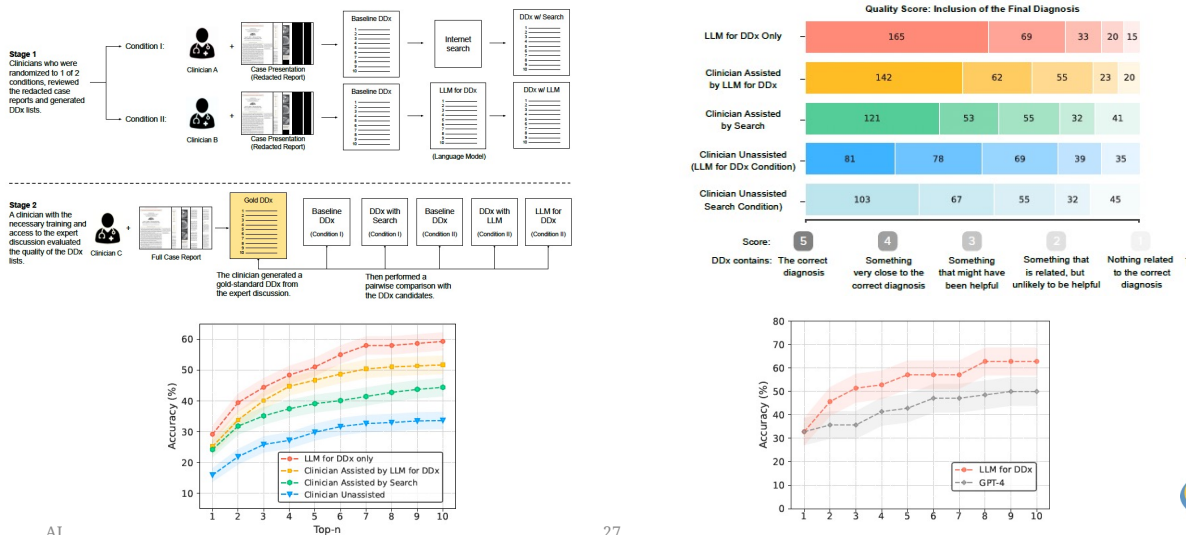 Stage 1
Clinicians who were
randomized to 1 of 2
conditions, reviewed
the redacted case
reports and generated
DDx lists.
Condition I:
Clinician A
+
Case Presentation
(Redacted Report)
Baseline DDx
Internet
search
DDx w/ Search
Condition II:
Clinician B
+
Case Presentation
(Redacted Report)
Baseline DDx
LLM for DDx
(Language Model)
DDx w/ LLM
Stage 2
A clinician with the
necessary training and
access to the expert
discussion evaluated
the quality of the DDx
lists.
Clinician C
+
Full Case Report
Gold DDx
Baseline
DDx
(Condition I)
DDx with
Search
(Condition I)
Baseline
DDx
(Condition II)
DDx with
LLM
(Condition II)
LLM for
DDx
(Condition II)
The clinician generated a
gold-standard DDx from
the expert discussion.
Then performed a
pairwise comparison with
the DDx candidates.
Quality Score: Inclusion of the Final Diagnosis
LLM for DDx Only
165 69 33 20 15
Clinician Assisted
by LLM for DDx
142 62 55 23 20
Clinician Assisted
by Search
121 53 55 32 41
Clinician Unassisted
(LLM for DDx Condition)
81 78 69 39 35
Clinician Unassisted
Search Condition)
103 67 55 32 45
Score: 5 4 3 2 1
DDx contains:
The correct
diagnosis
Something
very close to the
correct diagnosis
Something
that might have
been helpful
Something that
is related, but
unlikely to be helpful
Nothing related
to the correct
diagnosis
Accuracy (%)
60
50
40
30
20
10
LLM for DDx only
Clinician Assisted by LLM for DDx
Clinician Assisted by Search
Clinician Unassisted
1 2 3 4 5 6 7 8 9 10
Top-n
Accuracy (%)
80
70
60
50
40
30
20
10
0
LLM for DDx
GPT-4
1 2 3 4 5 6 7 8 9 10
AI
27